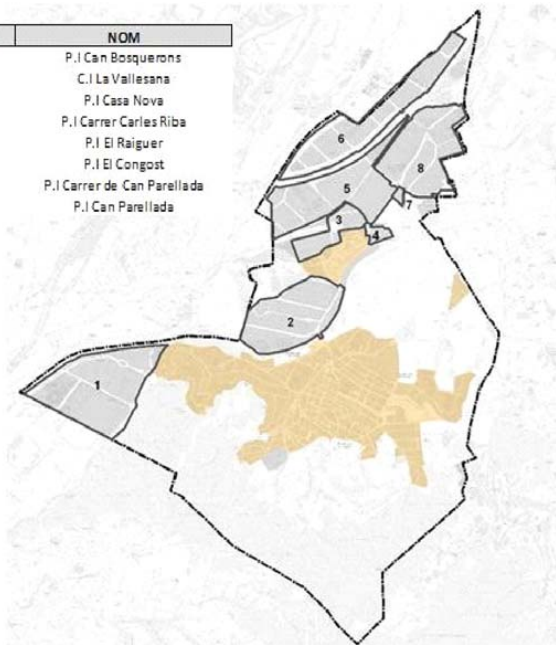 NOM
P.I Can Bosquerons
C.I La Vallesana
P.I Casa Nova
P.I Carrer Carles Riba
P.I El Raiguer
P.I El Congost
P.I Carrer de Can Parellada
P.I Can Parellada
6
8
5
7
3
4
2
1